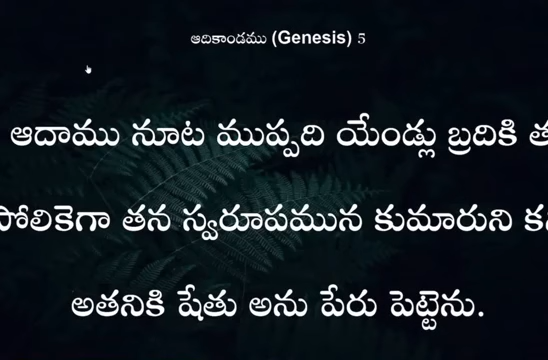 ఆదికాండము (Genesis) 5
ఆదాము నూట ముప్పది యేండ్లు బ్రదికి
తన స్వరూపమున కుమారుని
అతనికి షేతు అను పేరు పెట్టెను.